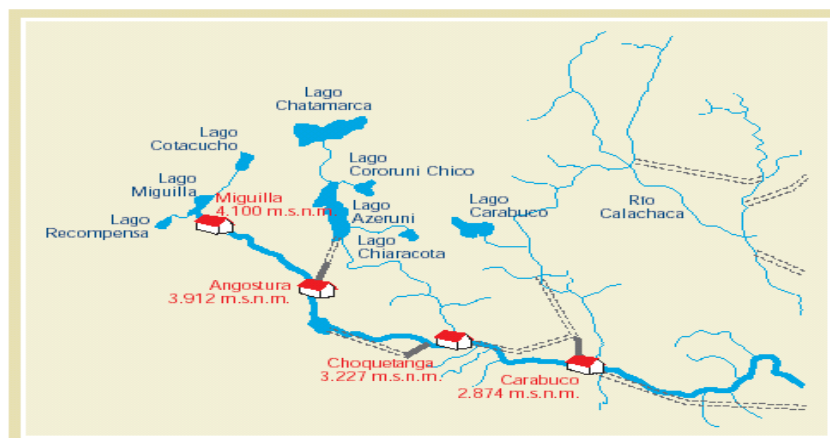 Lago
Chatamarca
Lago
Cotacucho
Lago
Cororuni Chico
Lago
Miguilla
Miguilla
4.100 m.s.n.m.
Lago
Azeruni
Lago
Carabuco
Río
Calachaca
Lago
Recompensa
Lago
Chiaracota
Angostura
3.912 m.s.n.m.
Choquetanga
3.227 m.s.n.m.
Carabuco
2.874 m.s.n.m.